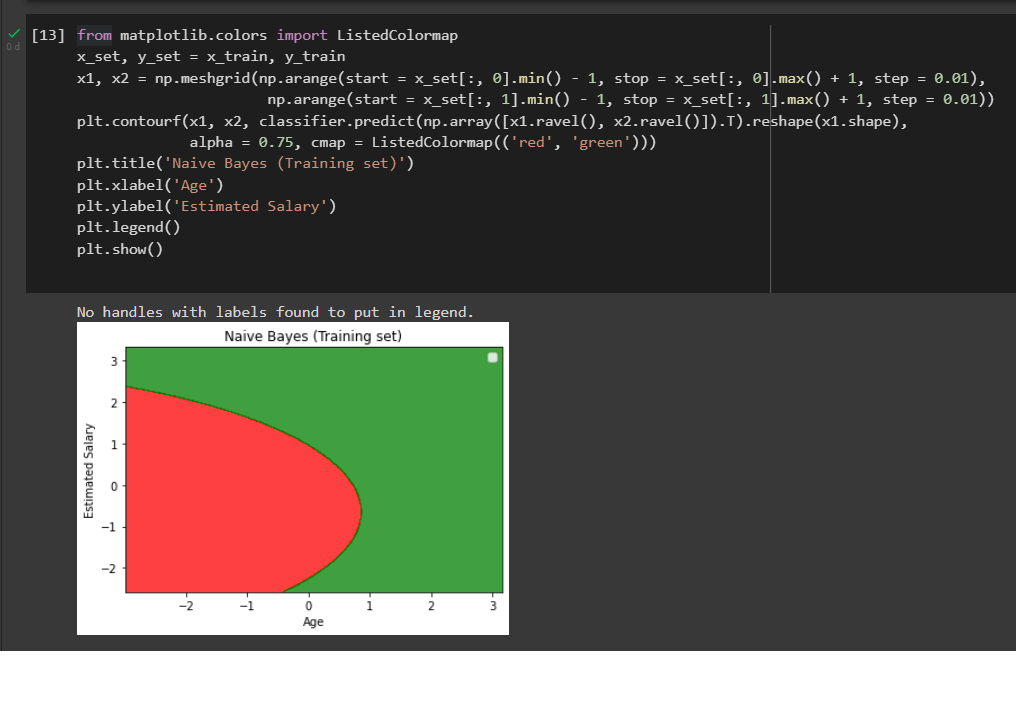 [13] from matplotlib.colors import ListedColormap
x_set, y_set = x_train, y_train
x1, x2 = np.meshgrid(np.arange(start = x_set[:, 0].min() - 1, stop = x_set[:, 0].max() + 1, step = 0.01),
np.arange(start = x_set[:, 1].min() - 1, stop = x_set[:, 1].max() + 1, step = 0.01))
plt.contourf(x1, x2, classifier.predict(np.array([x1.ravel(), x2.ravel()]).T).reshape(x1.shape),
alpha = 0.75, cmap = ListedColormap(('red', 'green')))
plt.title('Naive Bayes (Training set)')
plt.xlabel('Age')
plt.ylabel('Estimated Salary')
plt.legend()
plt.show()
0 d
No handles with labels found to put in legend.
Naive Bayes (Training set)
Estimated Salary
3
2
1
0
−1
−2
−2 −1 0 1 2 3
Age